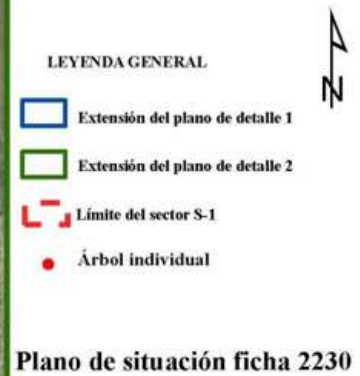 N
LEYENDA GENERAL
Extensión del plano de detalle 1
Extensión del plano de detalle 2
Límite del sector S-1
Árbol individual
Plano de situación ficha 2230